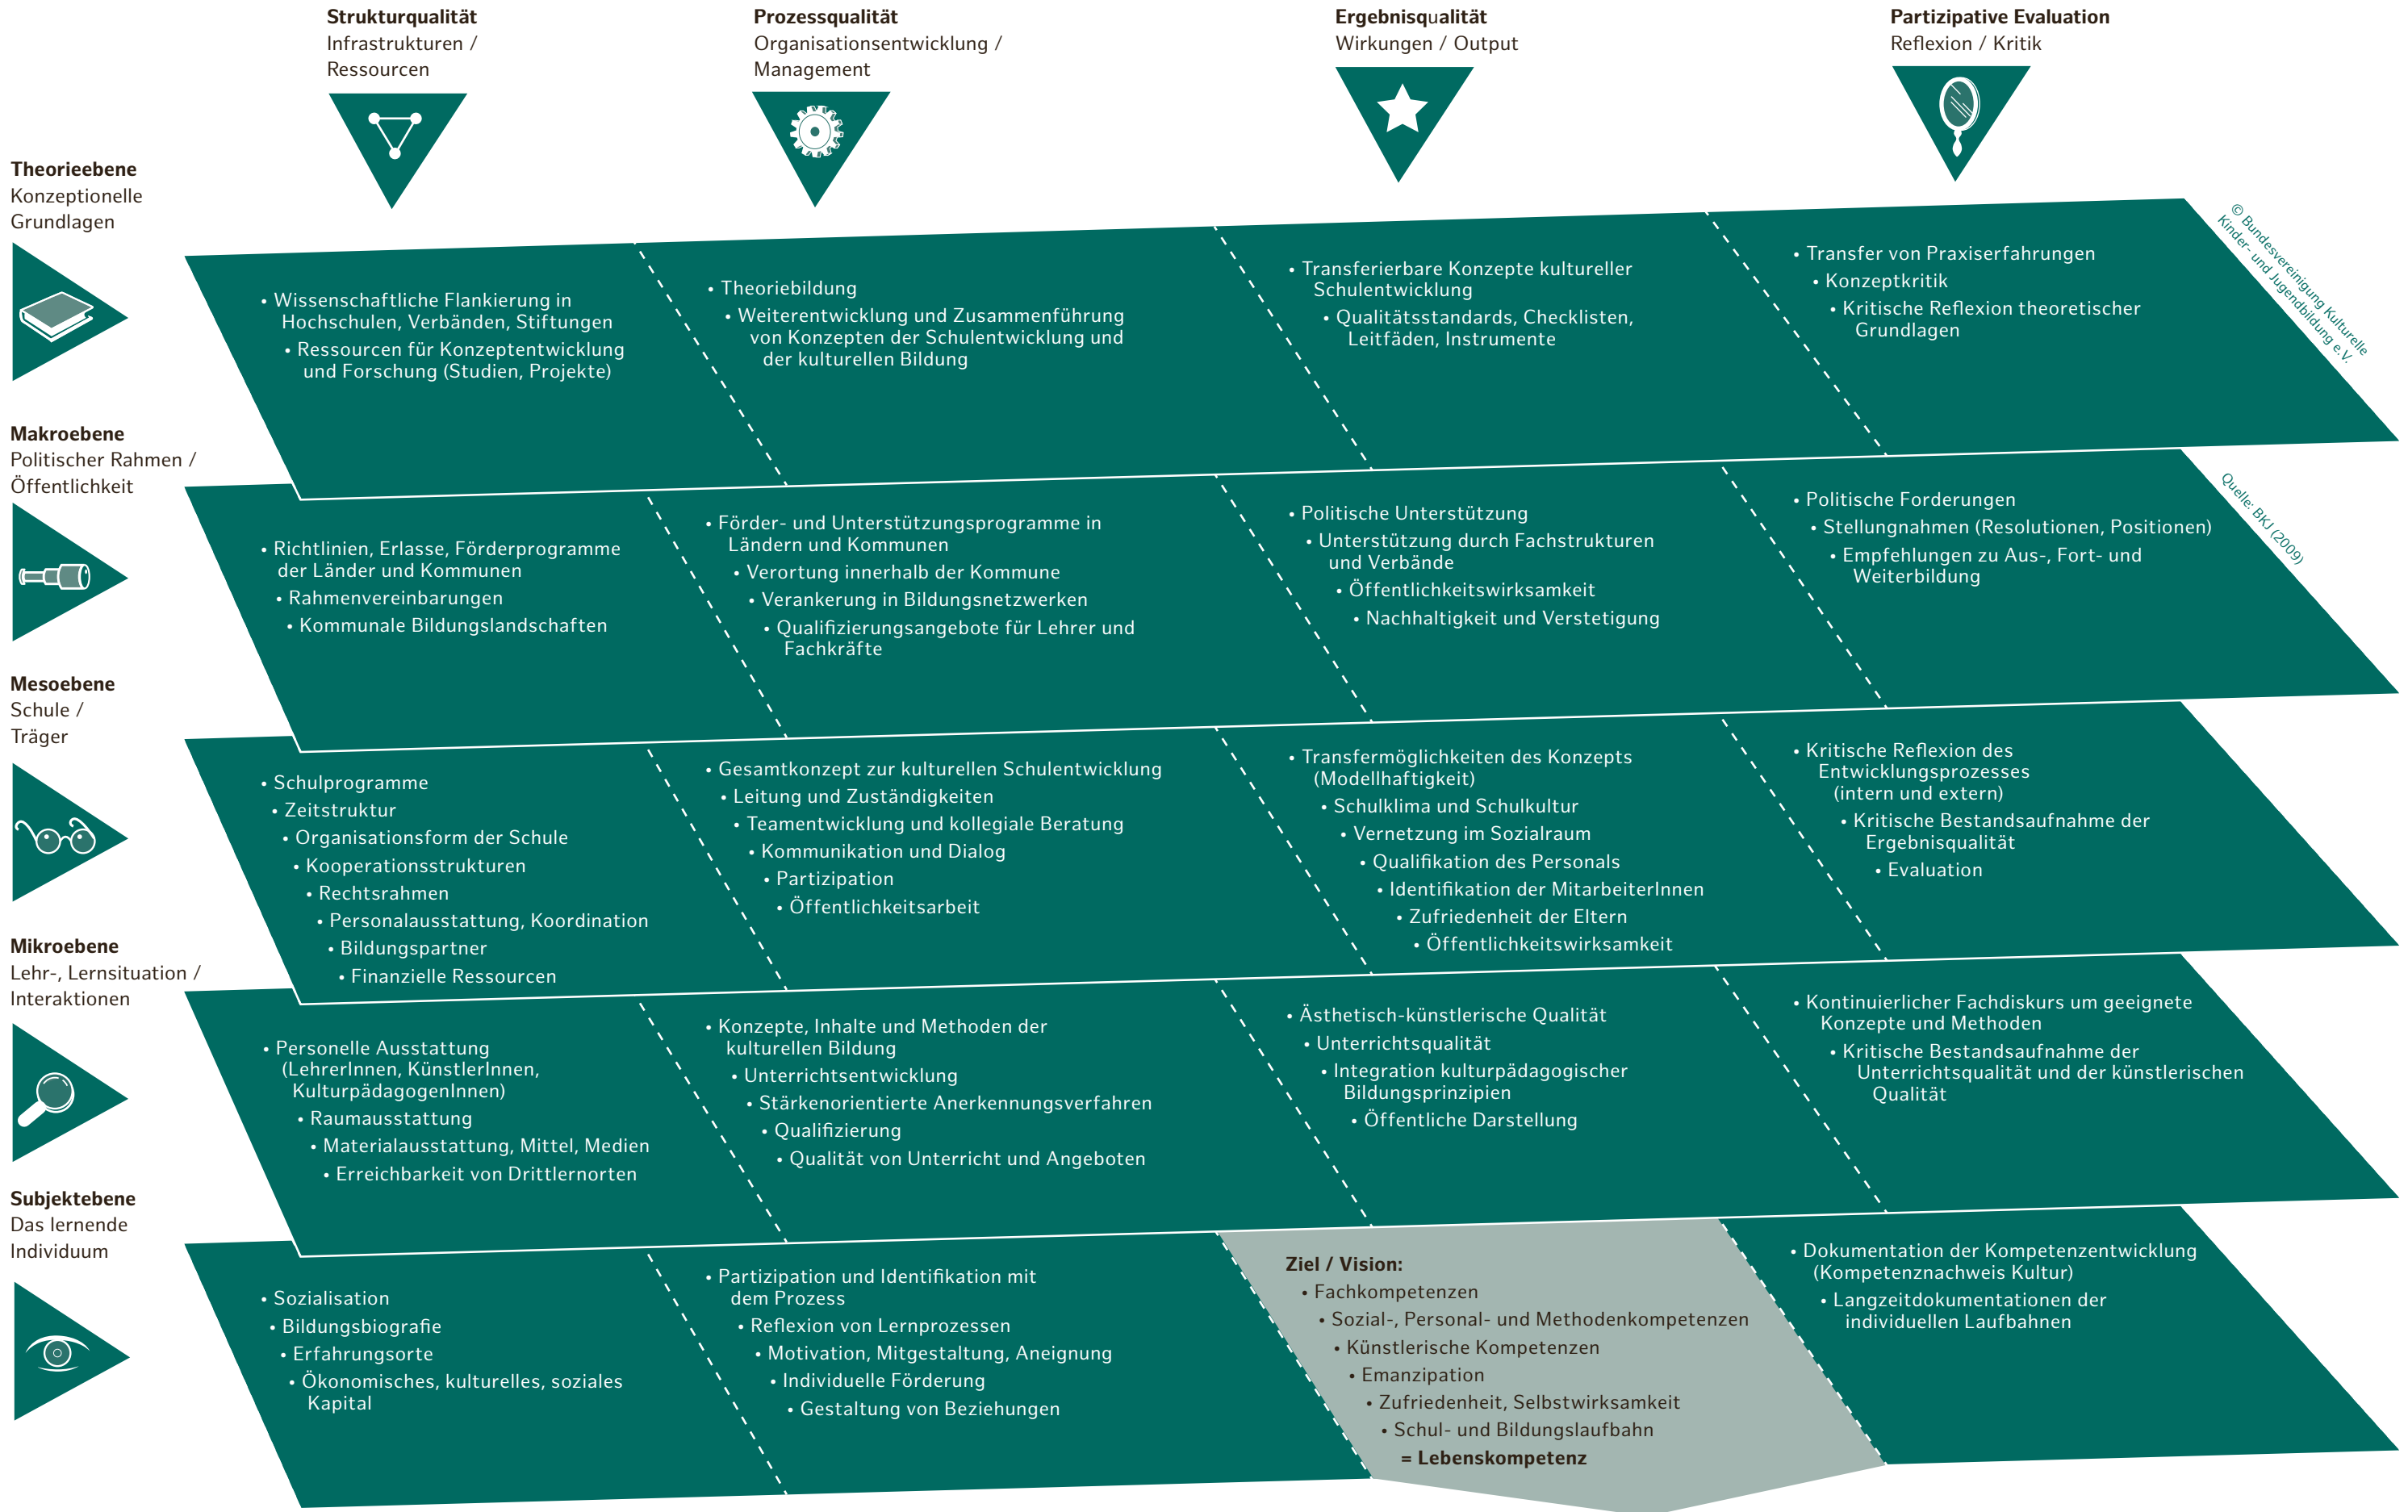 Strukturqualität
Infrastrukturen /
Ressourcen
Prozessqualität
Organisationsentwicklung /
Management
Ergebnisqualität
Wirkungen / Output
Partizipative Evaluation
Reflexion / Kritik
Theorieebene
Konzeptionelle
Grundlagen
• Wissenschaftliche Flankierung in
Hochschulen, Verbänden, Stiftungen
• Ressourcen für Konzeptentwicklung
und Forschung (Studien, Projekte)
• Theoriebildung
• Weiterentwicklung und Zusammenführung
von Konzepten der Schulentwicklung und
der kulturellen Bildung
• Transferierbare Konzepte kultureller
Schulentwicklung
• Qualitätsstandards, Checklisten,
Leitfäden, Instrumente
• Transfer von Praxiserfahrungen
• Konzeptkritik
• Kritische Reflexion theoretischer
Grundlagen
© Bundesvereinigung Kulturelle
Kinder- und Jugendbildung e.V.
Makroebene
Politischer Rahmen /
Öffentlichkeit
• Richtlinien, Erlasse, Förderprogramme
der Länder und Kommunen
• Rahmenvereinbarungen
• Kommunale Bildungslandschaften
• Förder- und Unterstützungsprogramme in
Ländern und Kommunen
• Verortung innerhalb der Kommune
• Verankerung in Bildungsnetzwerken
• Qualifizierungsangebote für Lehrer und
Fachkräfte
• Politische Unterstützung
• Unterstützung durch Fachstrukturen
und Verbände
• Öffentlichkeitswirksamkeit
• Nachhaltigkeit und Verstetigung
• Politische Forderungen
• Stellungnahmen (Resolutionen, Positionen)
• Empfehlungen zu Aus-, Fort- und
Weiterbildung
Quelle: BKJ (2009)
Mesoebene
Schule /
Träger
• Schulprogramme
• Zeitstruktur
• Organisationsform der Schule
• Kooperationsstrukturen
• Rechtsrahmen
• Personalausstattung, Koordination
• Bildungspartner
• Finanzielle Ressourcen
• Gesamtkonzept zur kulturellen Schulentwicklung
• Leitung und Zuständigkeiten
• Teamentwicklung und kollegiale Beratung
• Kommunikation und Dialog
• Partizipation
• Öffentlichkeitsarbeit
• Transfermöglichkeiten des Konzepts
(Modellhaftigkeit)
• Schulklima und Schulkultur
• Vernetzung im Sozialraum
• Qualifikation des Personals
• Identifikation der MitarbeiterInnen
• Zufriedenheit der Eltern
• Öffentlichkeitswirksamkeit
• Kritische Reflexion des
Entwicklungsprozesses
(intern und extern)
• Kritische Bestandsaufnahme der
Ergebnisqualität
• Evaluation
Mikroebene
Lehr-, Lernsituation /
Interaktionen
• Personelle Ausstattung
(LehrerInnen, KünstlerInnen,
KulturpädagogenInnen)
• Raumausstattung
• Materialausstattung, Mittel, Medien
• Erreichbarkeit von Drittlernorten
• Konzepte, Inhalte und Methoden der
kulturellen Bildung
• Unterrichtsentwicklung
• Stärkenorientierte Anerkennungsverfahren
• Qualifizierung
• Qualität von Unterricht und Angeboten
• Ästhetisch-künstlerische Qualität
• Unterrichtsqualität
• Integration kulturpädagogischer
Bildungsprinzipien
• Öffentliche Darstellung
• Kontinuierlicher Fachdiskurs um geeignete
Konzepte und Methoden
• Kritische Bestandsaufnahme der
Unterrichtsqualität und der künstlerischen
Qualität
Subjektebene
Das lernende
Individuum
• Sozialisation
• Bildungsbiografie
• Erfahrungsorte
• Ökonomisches, kulturelles, soziales
Kapital
• Partizipation und Identifikation mit
dem Prozess
• Reflexion von Lernprozessen
• Motivation, Mitgestaltung, Aneignung
• Individuelle Förderung
• Gestaltung von Beziehungen
Ziel / Vision:
• Fachkompetenzen
• Sozial-, Personal- und Methodenkompetenzen
• Künstlerische Kompetenzen
• Emanzipation
• Zufriedenheit, Selbstwirksamkeit
• Schul- und Bildungslaufbahn
= Lebenskompetenz
• Dokumentation der Kompetenzentwicklung
(Kompetenznachweis Kultur)
• Langzeitdokumentationen der
individuellen Laufbahnen